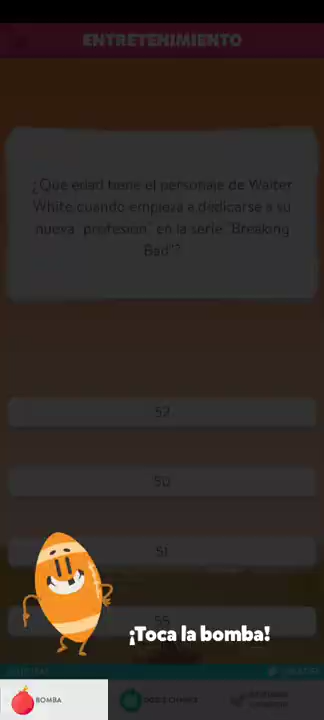 ENTRETENIMIENTO
¿Qué edad tiene el personaje de Walter
White cuando empieza a dedicarse a su
nueva "profesión" en la serie "Breaking
Bad"?
52
50
51
55
¡Toca la bomba!
BOMBA